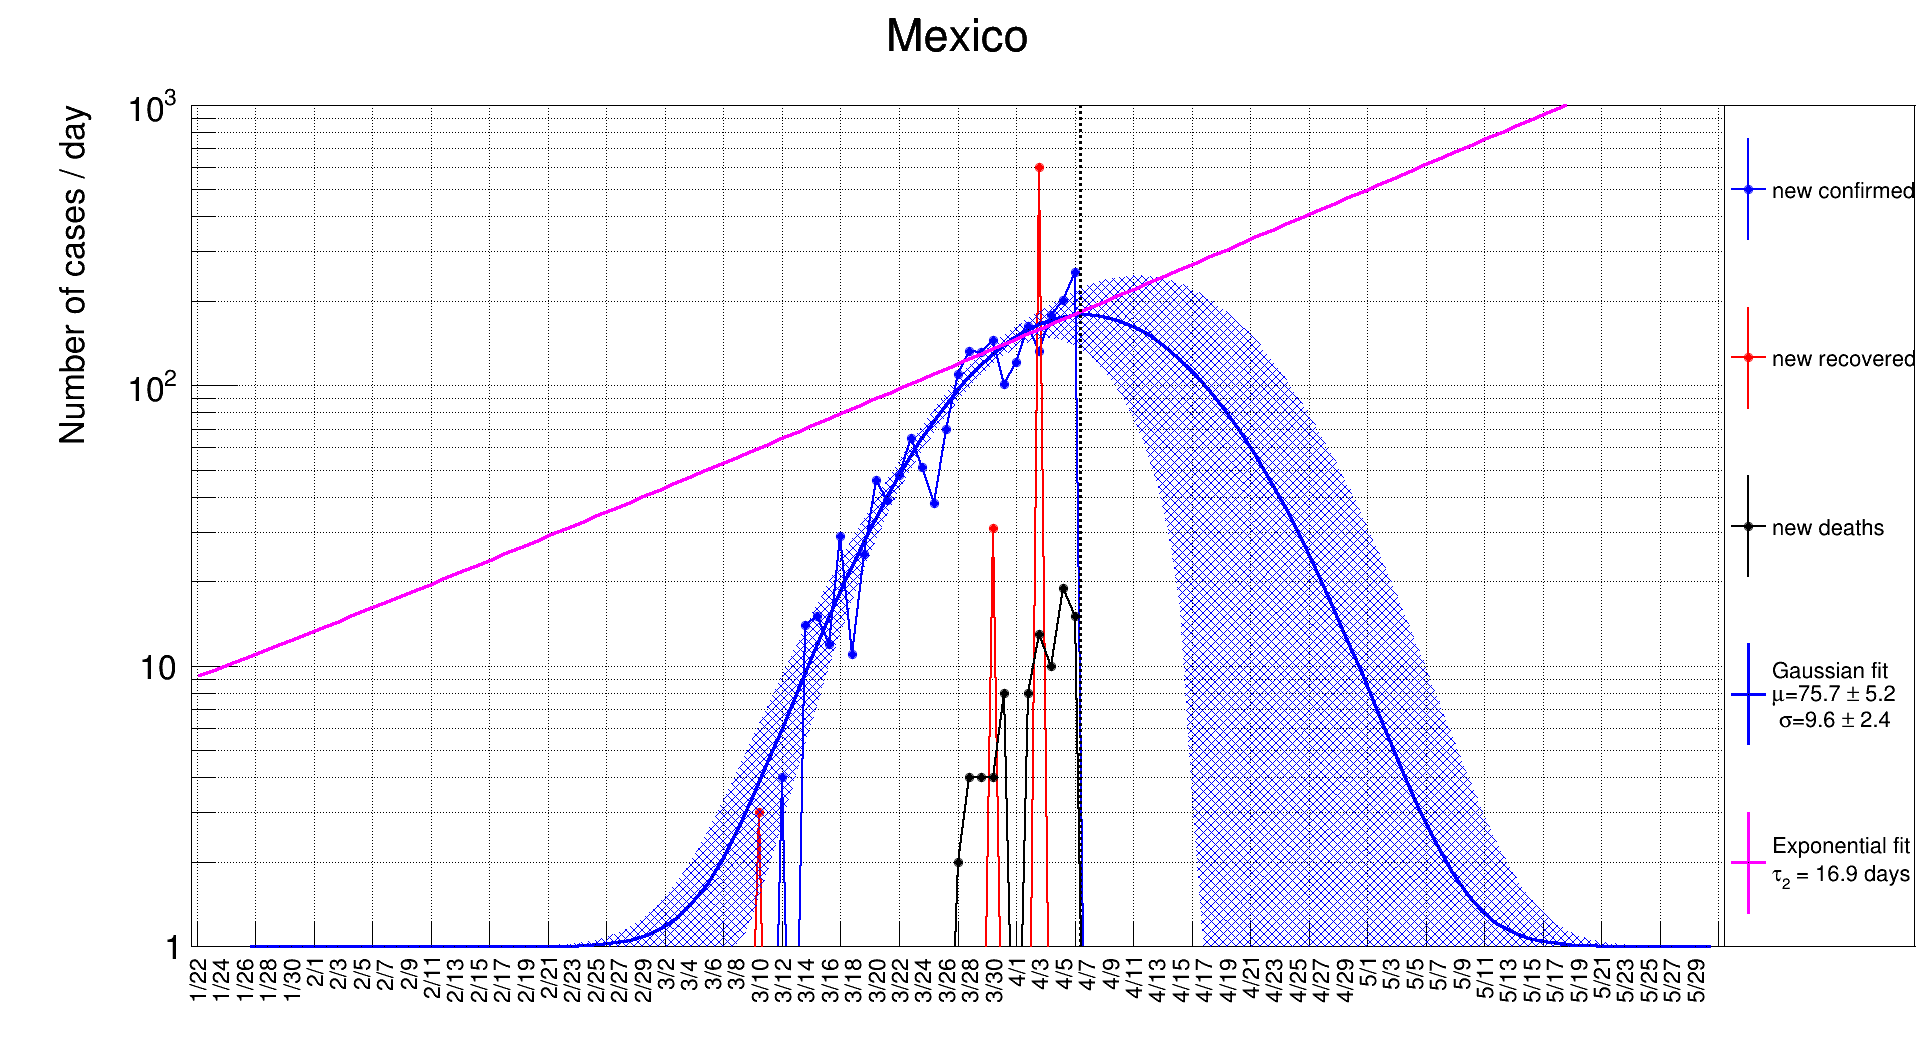 Mexico
Number of cases / day
10³
10²
10
1
1/22 1/24 1/26 1/28 1/30 2/1 2/3 2/5 2/7 2/9 2/11 2/13 2/15 2/17 2/19 2/21 2/23 2/25 2/27 2/29 3/2 3/4 3/6 3/8 3/10 3/12 3/14 3/16 3/18 3/20 3/22 3/24 3/26 3/28 3/30 4/1 4/3 4/5 4/7 4/9 4/11 4/13 4/15 4/17 4/19 4/21 4/23 4/25 4/27 4/29 5/1 5/3 5/5 5/7 5/9 5/11 5/13 5/15 5/17 5/19 5/21 5/23 5/25 5/27 5/29
new confirmed
new recovered
new deaths
Gaussian fit
μ=75.7 ± 5.2
σ=9.6 ± 2.4
Exponential fit
τ₂ = 16.9 days